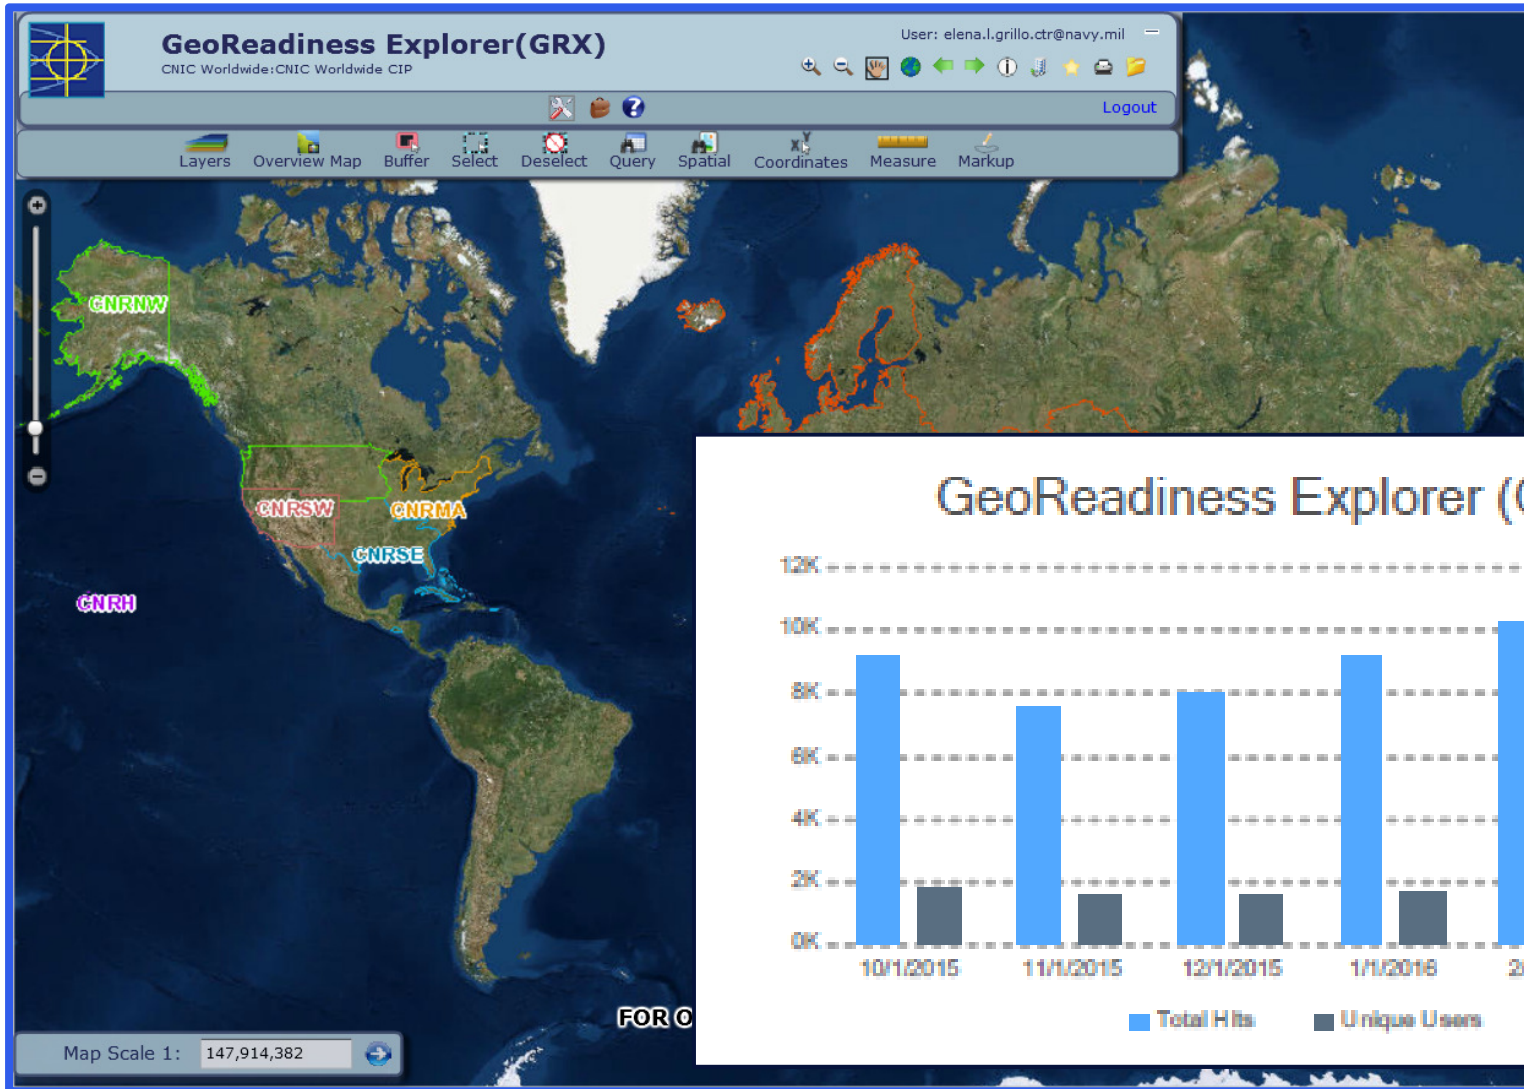 GeoReadiness Explorer(GRX)
CNIC Worldwide:CNIC Worldwide CIP
User: elena.l.grillo.ctr@navy.mil
Logout
Layers Overview Map Buffer Select Deselect Query Spatial Coordinates Measure Markup
CNRNW
CNRSW
CNRMA
CNRSE
CNRH
GeoReadiness Explorer (
12K
10K
8K
6K
4K
2K
0K
10/1/2015 11/1/2015 12/1/2015 1/1/2016
Total Hits Unique Users
FOR O
Map Scale 1: 147,914,382